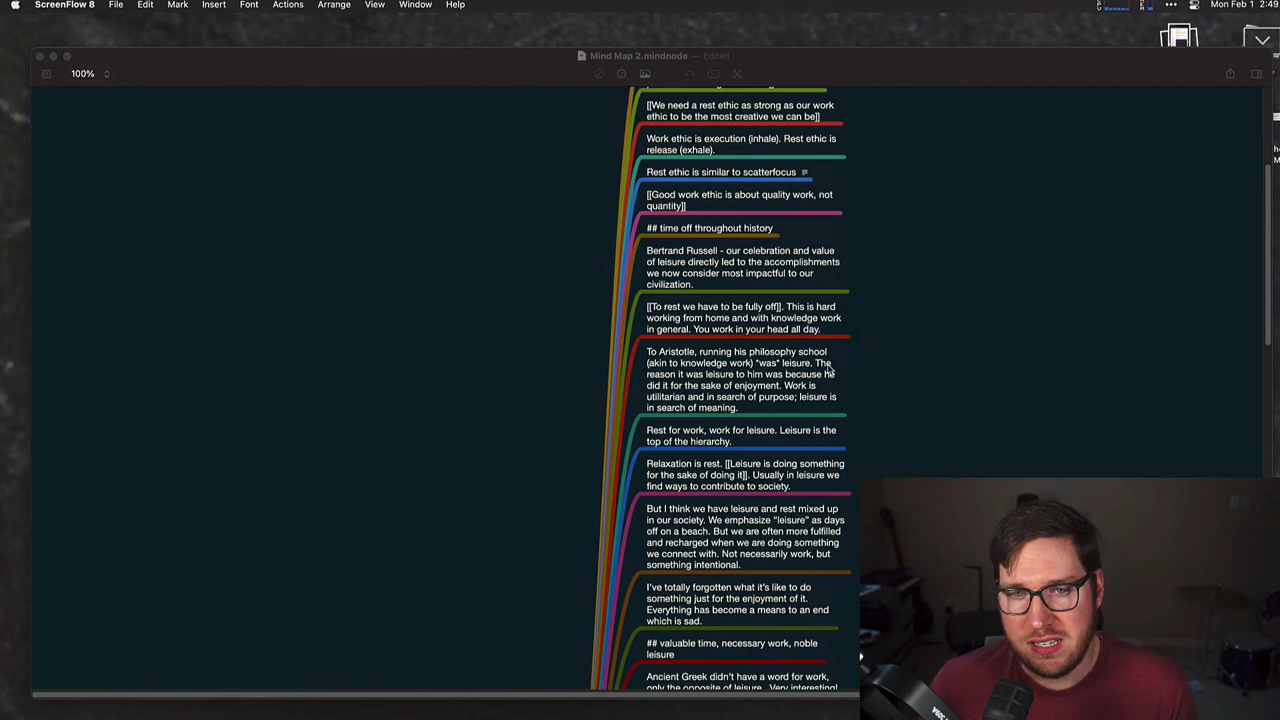 ScreenFlow 8 File Edit Mark Insert Font Actions Arrange View Window Help
Mon Feb 1 2:49
Mind Map 2.mindnode — Edited
100%
[[We need a rest ethic as strong as our work
ethic to be the most creative we can be]]
Work ethic is execution (inhale). Rest ethic is
release (exhale).
Rest ethic is similar to scatterfocus
[[Good work ethic is about quality work, not
quantity]]
## time off throughout history
Bertrand Russell - our celebration and value
of leisure directly led to the accomplishments
we now consider most impactful to our
civilization.
[[To rest we have to be fully off]]. This is hard
working from home and with knowledge work
in general. You work in your head all day.
To Aristotle, running his philosophy school
(akin to knowledge work) *was* leisure. The
reason it was leisure to him was because he
did it for the sake of enjoyment. Work is
utilitarian and in search of purpose; leisure is
in search of meaning.
Rest for work, work for leisure. Leisure is the
top of the hierarchy.
Relaxation is rest. [[Leisure is doing something
for the sake of doing it]]. Usually in leisure we
find ways to contribute to society.
But I think we have leisure and rest mixed up
in our society. We emphasize “leisure” as days
off on a beach. But we are often more fulfilled
and recharged when we are doing something
we connect with. Not necessarily work, but
something intentional.
I’ve totally forgotten what it’s like to do
something just for the enjoyment of it.
Everything has become a means to an end
which is sad.
## valuable time, necessary work, noble
leisure
Ancient Greek didn’t have a word for work,
only the opposite of leisure. Very interesting!